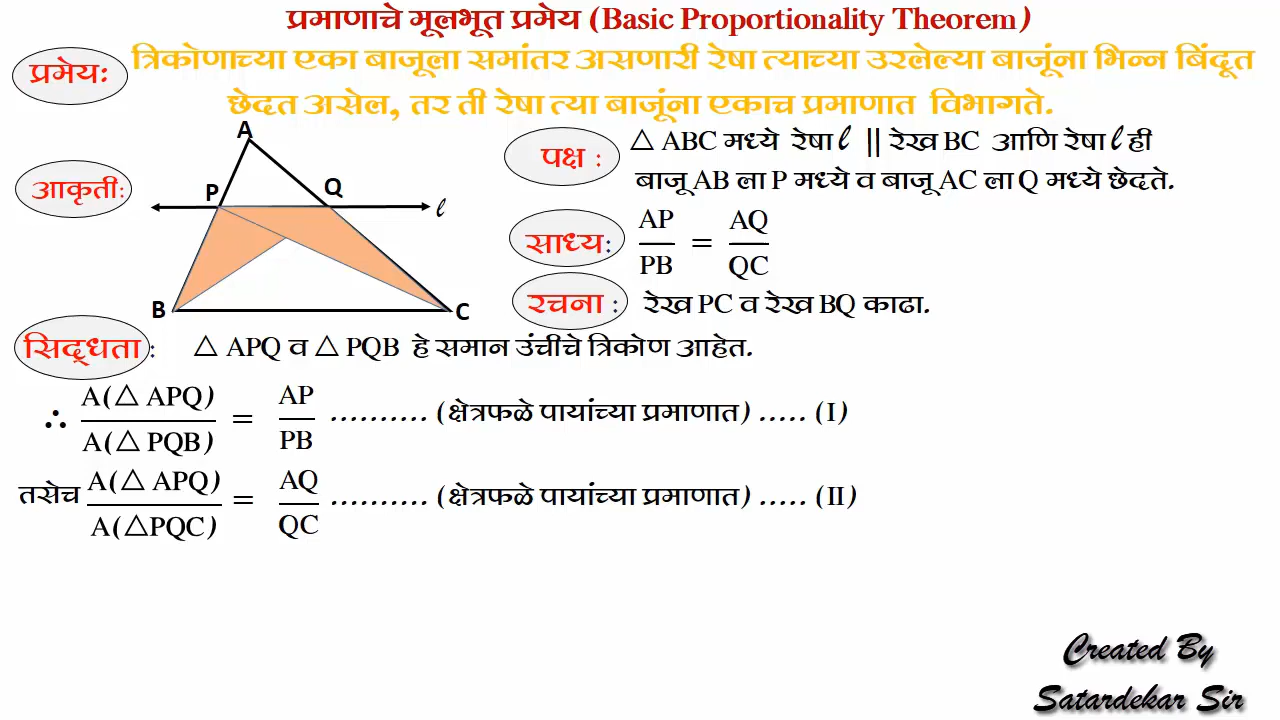 प्रमाणाचे मूलभूत प्रमेय (Basic Proportionality Theorem)
प्रमेय: त्रिकोणाच्या एका बाजूला समांतर असणारी रेषा त्याच्या उरलेल्या बाजूंना भिन्न बिंदूत
छेदत असेल, तर ती रेषा त्या बाजूंना एकाच प्रमाणात विभागते.
आकृती:
A
P
Q
l
B
C
पक्ष : △ ABC मध्ये रेषा l || रेख BC आणि रेषा l ही
बाजू AB ला P मध्ये व बाजू AC ला Q मध्ये छेदते.
साध्य: AP/PB = AQ/QC
रचना : रेख PC व रेख BQ काढा.
सिद्धता : △ APQ व △ PQB हे समान उंचीचे त्रिकोण आहेत.
∴ A(△ APQ)/A(△ PQB) = AP/PB .......... (क्षेत्रफळे पायांच्या प्रमाणात) ..... (I)
तसेच A(△ APQ)/A(△PQC) = AQ/QC .......... (क्षेत्रफळे पायांच्या प्रमाणात) ..... (II)
Created By
Satardekar Sir